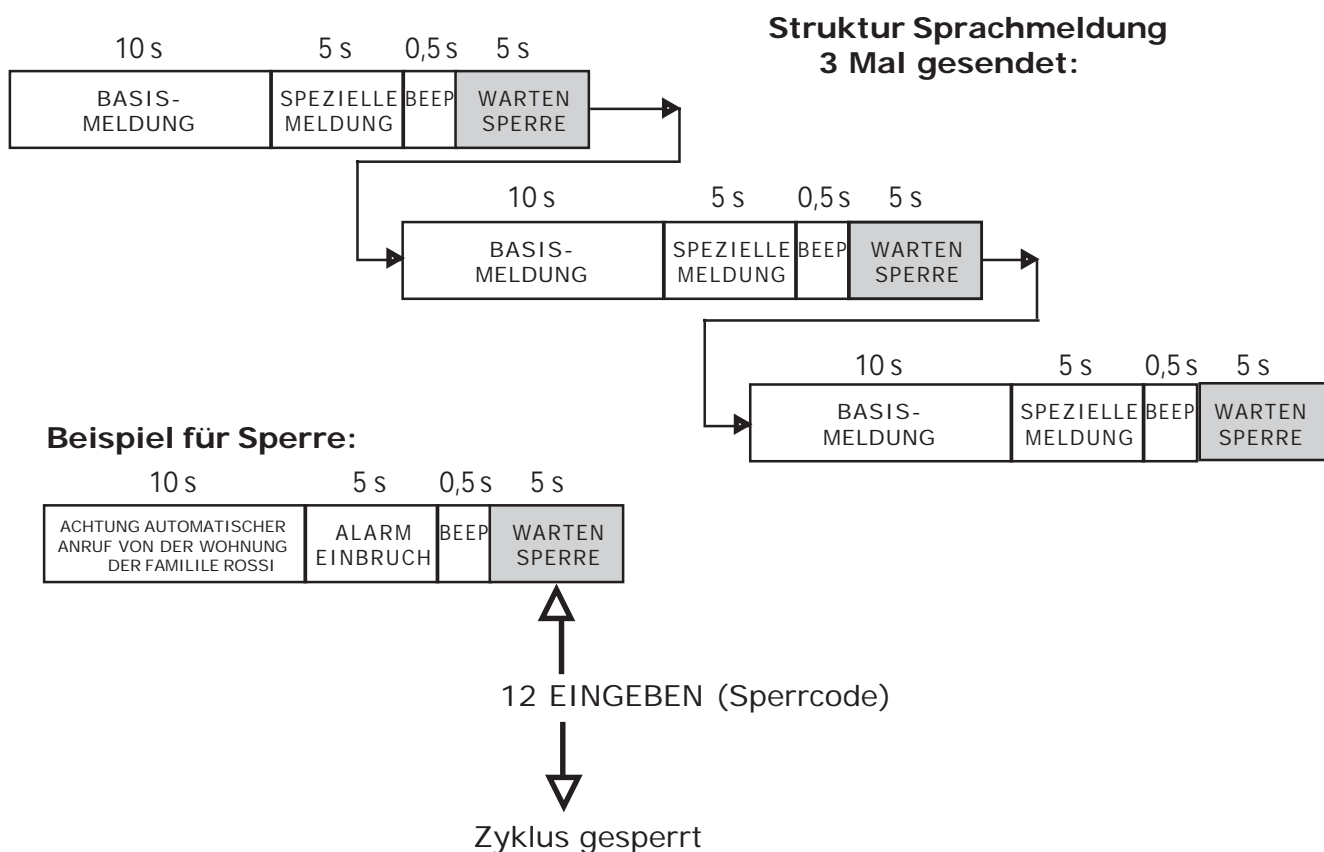 Struktur Sprachmeldung
3 Mal gesendet:
10 s 5 s 0,5 s 5 s
BASIS-
MELDUNG
SPEZIELLE
MELDUNG
BEEP
WARTEN
SPERRE
10 s 5 s 0,5 s 5 s
BASIS-
MELDUNG
SPEZIELLE
MELDUNG
BEEP
WARTEN
SPERRE
10 s 5 s 0,5 s 5 s
BASIS-
MELDUNG
SPEZIELLE
MELDUNG
BEEP
WARTEN
SPERRE
Beispiel für Sperre:
10 s 5 s 0,5 s 5 s
ACHTUNG AUTOMATISCHER
ANRUF VON DER WOHNUNG
DER FAMILILE ROSSI
ALARM
EINBRUCH
BEEP
WARTEN
SPERRE
12 EINGEBEN (Sperrcode)
Zyklus gesperrt